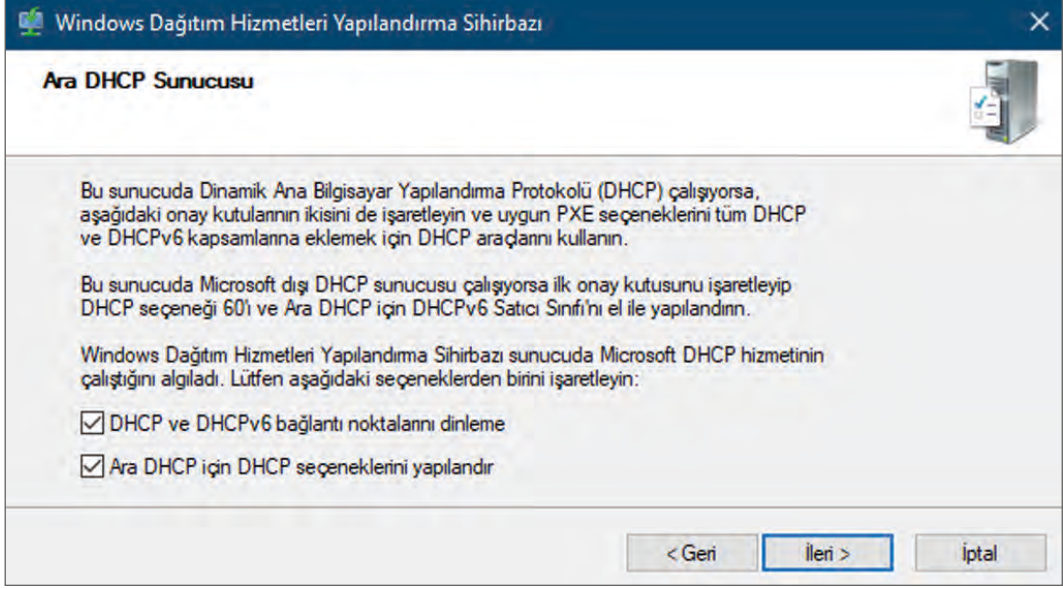 Windows Dağıtım Hizmetleri Yapılandırma Sihirbazı
Ara DHCP Sunucusu
Bu sunucuda Dinamik Ana Bilgisayar Yapılandırma Protokolü (DHCP) çalışıyorsa,
aşağıdaki onay kutularının ikisini de işaretleyin ve uygun PXE seçeneklerini tüm DHCP
ve DHCPv6 kapsamlarına eklemek için DHCP araçlarını kullanın.
Bu sunucuda Microsoft dışı DHCP sunucusu çalışıyorsa ilk onay kutusunu işaretleyip
DHCP seçeneği 60'ı ve Ara DHCP için DHCPv6 Satıcı Sınıfı'nı el ile yapılandırın.
Windows Dağıtım Hizmetleri Yapılandırma Sihirbazı sunucuda Microsoft DHCP hizmetinin
çalıştığını algıladı. Lütfen aşağıdaki seçeneklerden birini işaretleyin:
DHCP ve DHCPv6 bağlantı noktalarını dinleme
Ara DHCP için DHCP seçeneklerini yapılandır
< Geri İleri > İptal